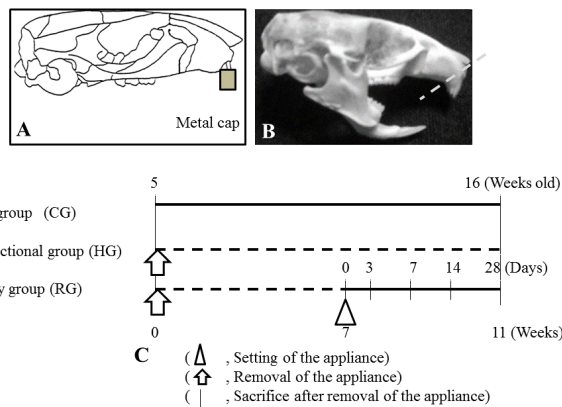 Metal cap
A
B
5
16 (Weeks old)
group (CG)
ctional group (HG)
0 3 7 14 28 (Days)
y group (RG)
0
7
11 (Weeks)
C
( , Setting of the appliance)
( , Removal of the appliance)
( , Sacrifice after removal of the appliance)